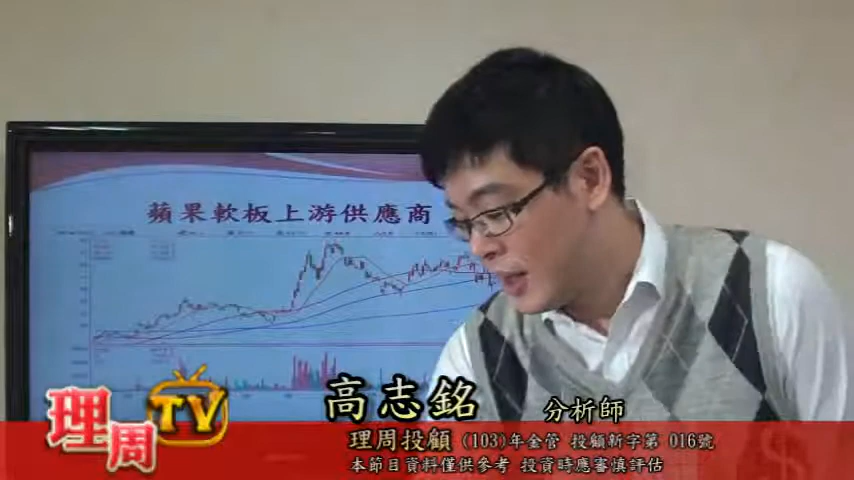 蘋果軟板上游供應商
理周TV
高志銘 分析師
理周投顧 (103)年金管 投顧新字第 016號
本節目資料僅供參考 投資時應審慎評估